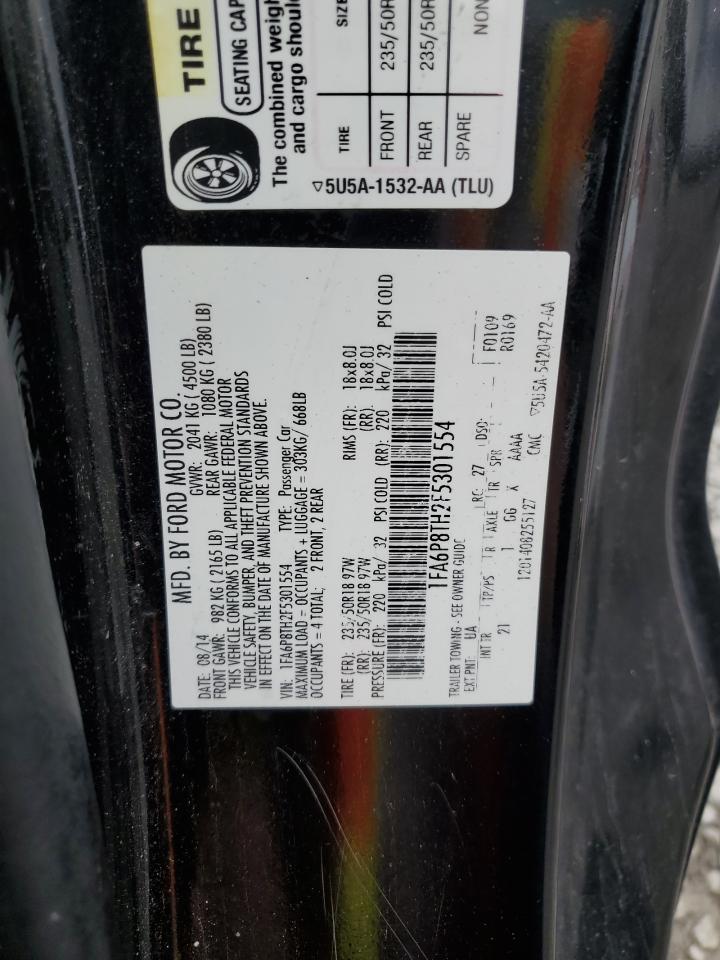 TIRE
SEATING CAP
The combined weigh
and cargo shoul
TIRE SIZE
FRONT 235/50R
REAR 235/50R
SPARE NON
5U5A-1532-AA (TLU)
MFD. BY FORD MOTOR CO.
DATE: 08/14 GVWR: 2041 KG ( 4500 LB)
FRONT GAWR: 982 KG ( 2165 LB) REAR GAWR: 1080 KG ( 2380 LB)
THIS VEHICLE CONFORMS TO ALL APPLICABLE FEDERAL MOTOR
VEHICLE SAFETY, BUMPER, AND THEFT PREVENTION STANDARDS
IN EFFECT ON THE DATE OF MANUFACTURE SHOWN ABOVE.
VIN: 1FA6P8TH2F5301554 TYPE: Passenger Car
MAXIMUM LOAD = OCCUPANTS + LUGGAGE = 303KG/ 668LB
OCCUPANTS = 4 TOTAL; 2 FRONT, 2 REAR
TIRE (FR): 235/50R18 97W RIMS (FR): 18x8.0J
(RR): 235/50R18 97W (RR): 18x8.0J
PRESSURE (FR): 220 kPa/ 32 PSI COLD (RR): 220 kPa/ 32 PSI COLD
1FA6P8TH2F5301554
TRAILER TOWING - SEE OWNER GUIDE
EXT PNT: UA RC: 27 DSO: F0109
INT TR TP/PS R AXLE TR SPR R0169
21 1 GG X AAAA
1201408255127 CMC 5U5A-5420472-AA